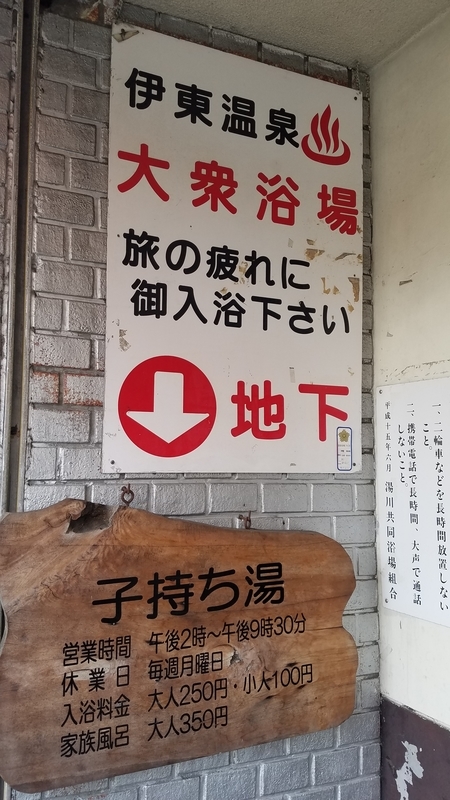 伊東温泉
大衆浴場
旅の疲れに
御入浴下さい
地下
子持ち湯
営業時間 午後2時〜午後9時30分
休業日 毎週月曜日
入浴料金 大人250円・小人100円
家族風呂 大人350円
一、二輪車などを長時間放置しない
こと。
二、携帯電話で長時間、大声で通話
しないこと。
平成十五年六月 湯川共同浴場組合